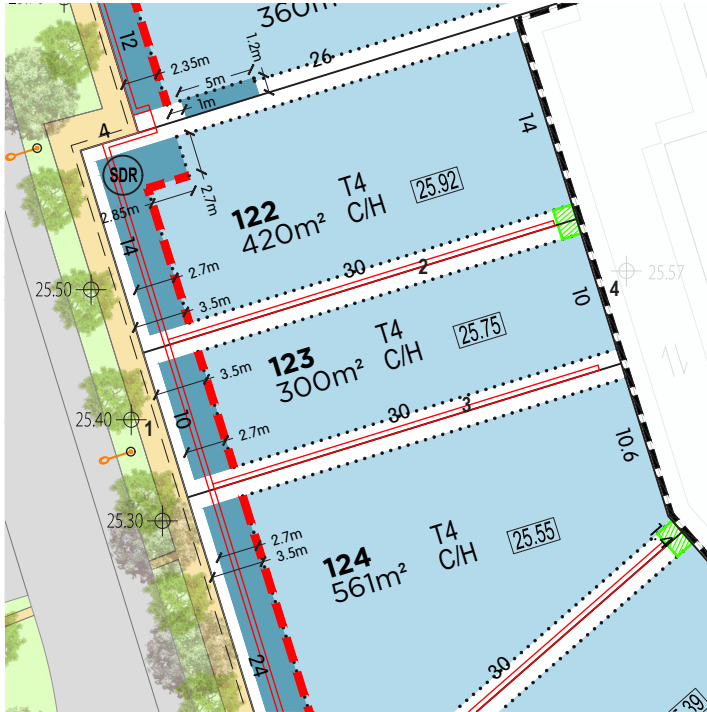 360m²
12
2.35m
5m
1.2m
26
1m
4
14
SDR
2.7m
2.85m
T4
C/H
25.92
122
420m²
14
2.7m
30
2
25.57
25.50
3.5m
10
4
T4
C/H
25.75
123
300m²
3.5m
10
30
3
25.40
1
2.7m
10.6
25.30
2.7m
3.5m
T4
C/H
25.55
124
561m²
24
30